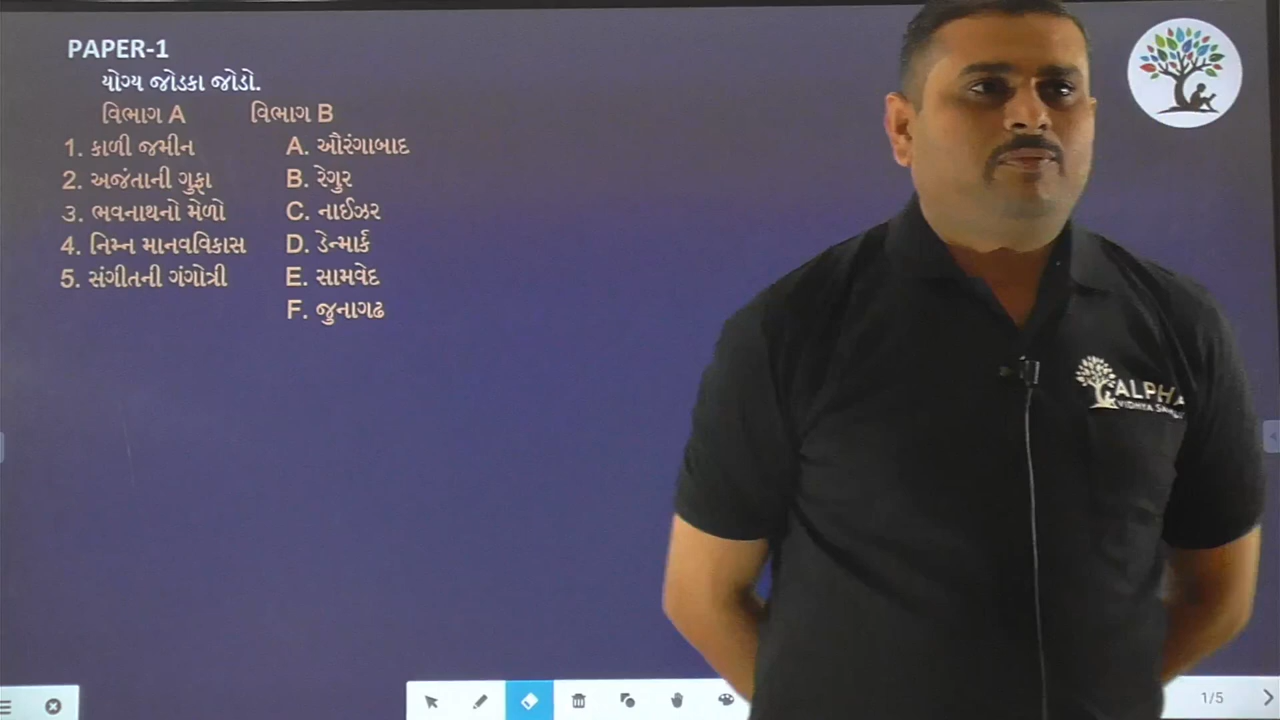 PAPER-1
યોગ્ય જોડકા જોડો.
વિભાગ A વિભાગ B
1. કાળી જમીન A. ઔરંગાબાદ
2. અજંતાની ગુફા B. રેગુર
3. ભવનાથનો મેળો C. નાઈઝર
4. નિમ્ન માનવવિકાસ D. ડેન્માર્ક
5. સંગીતની ગંગોત્રી E. સામવેદ
F. જુનાગઢ
ALPHA
VIDHYA
1/5